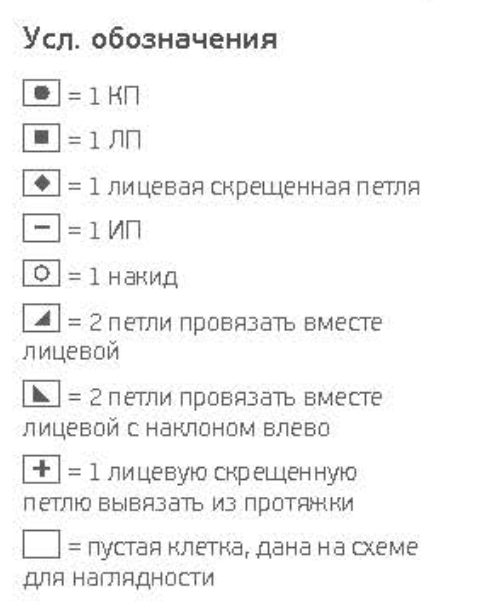 Усл. обозначения
= 1 КП
= 1 ЛП
= 1 лицевая скрещенная петля
= 1 ИП
= 1 накид
= 2 петли провязать вместе
лицевой
= 2 петли провязать вместе
лицевой с наклоном влево
= 1 лицевую скрещенную
петлю вывязать из протяжки
= пустая клетка, дана на схеме
для наглядности